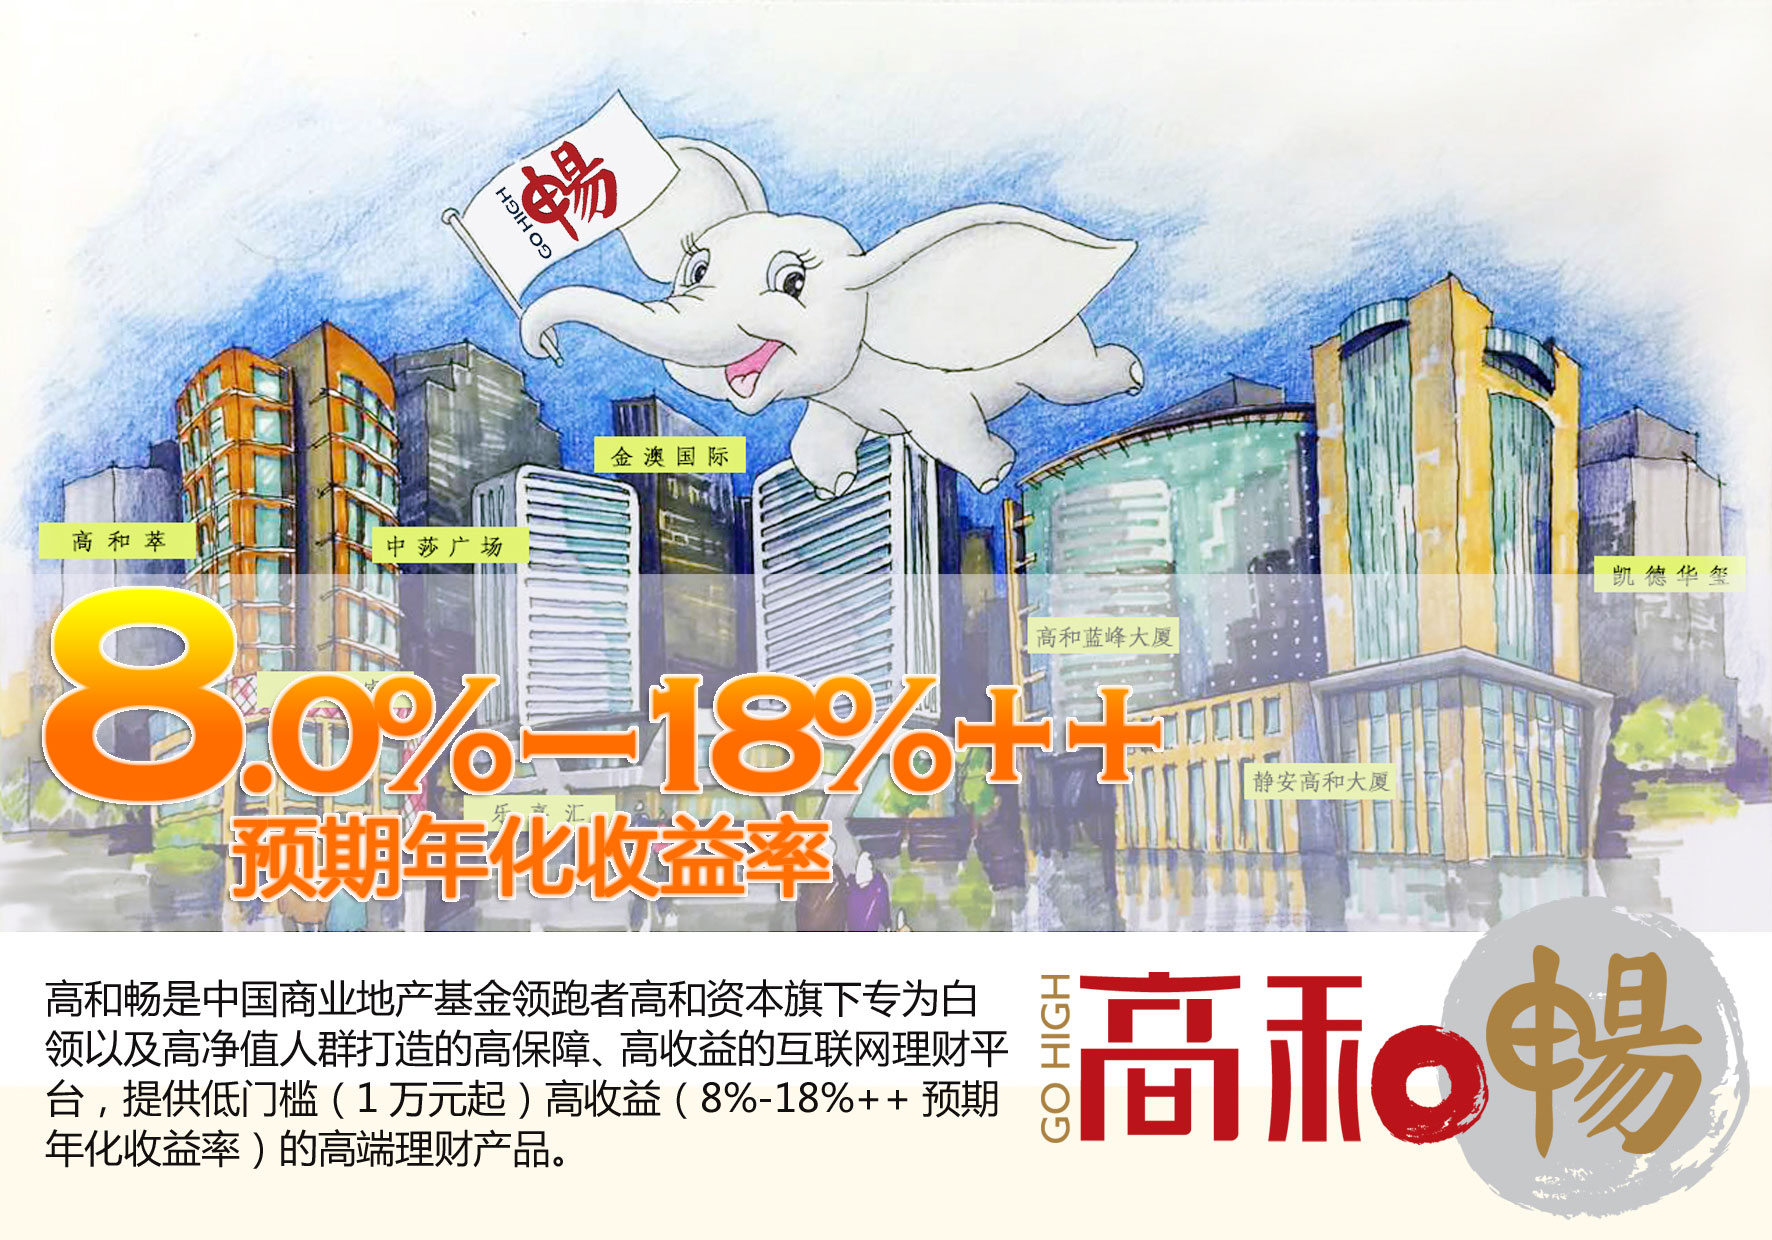 暢
GO HIGH
金澳国际
高和萃
中莎广场
凯德华玺
高和蓝峰大厦
8.0%—18%++
静安高和大厦
乐享汇
预期年化收益率
高和畅是中国商业地产基金领跑者高和资本旗下专为白
领以及高净值人群打造的高保障、高收益的互联网理财平
台，提供低门槛（1万元起）高收益（8%-18%++ 预期
年化收益率）的高端理财产品。
GO HIGH
高和暢